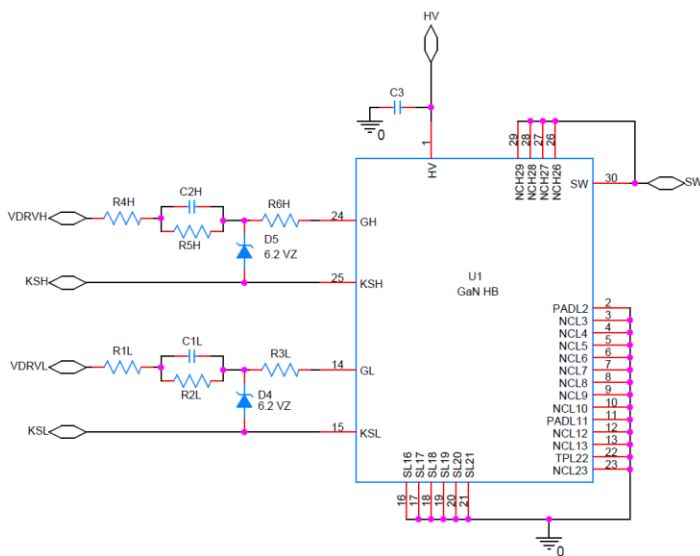 HV
C3
0
1
HV
29
28
27
26
NCH29
NCH28
NCH27
NCH26
SW
30
SW
VDRVH
R4H
C2H
R5H
R6H
24
GH
D5
6.2 VZ
KSH
25
KSH
U1
GaN HB
VDRVL
R1L
C1L
R2L
R3L
14
GL
D4
6.2 VZ
KSL
15
KSL
PADL2
2
NCL3
3
NCL4
4
NCL5
5
NCL6
6
NCL7
7
NCL8
8
NCL9
9
NCL10
10
PADL11
11
NCL12
12
NCL13
13
TPL22
22
NCL23
23
SL16
SL17
SL18
SL19
SL20
SL21
16
17
18
19
20
21
0